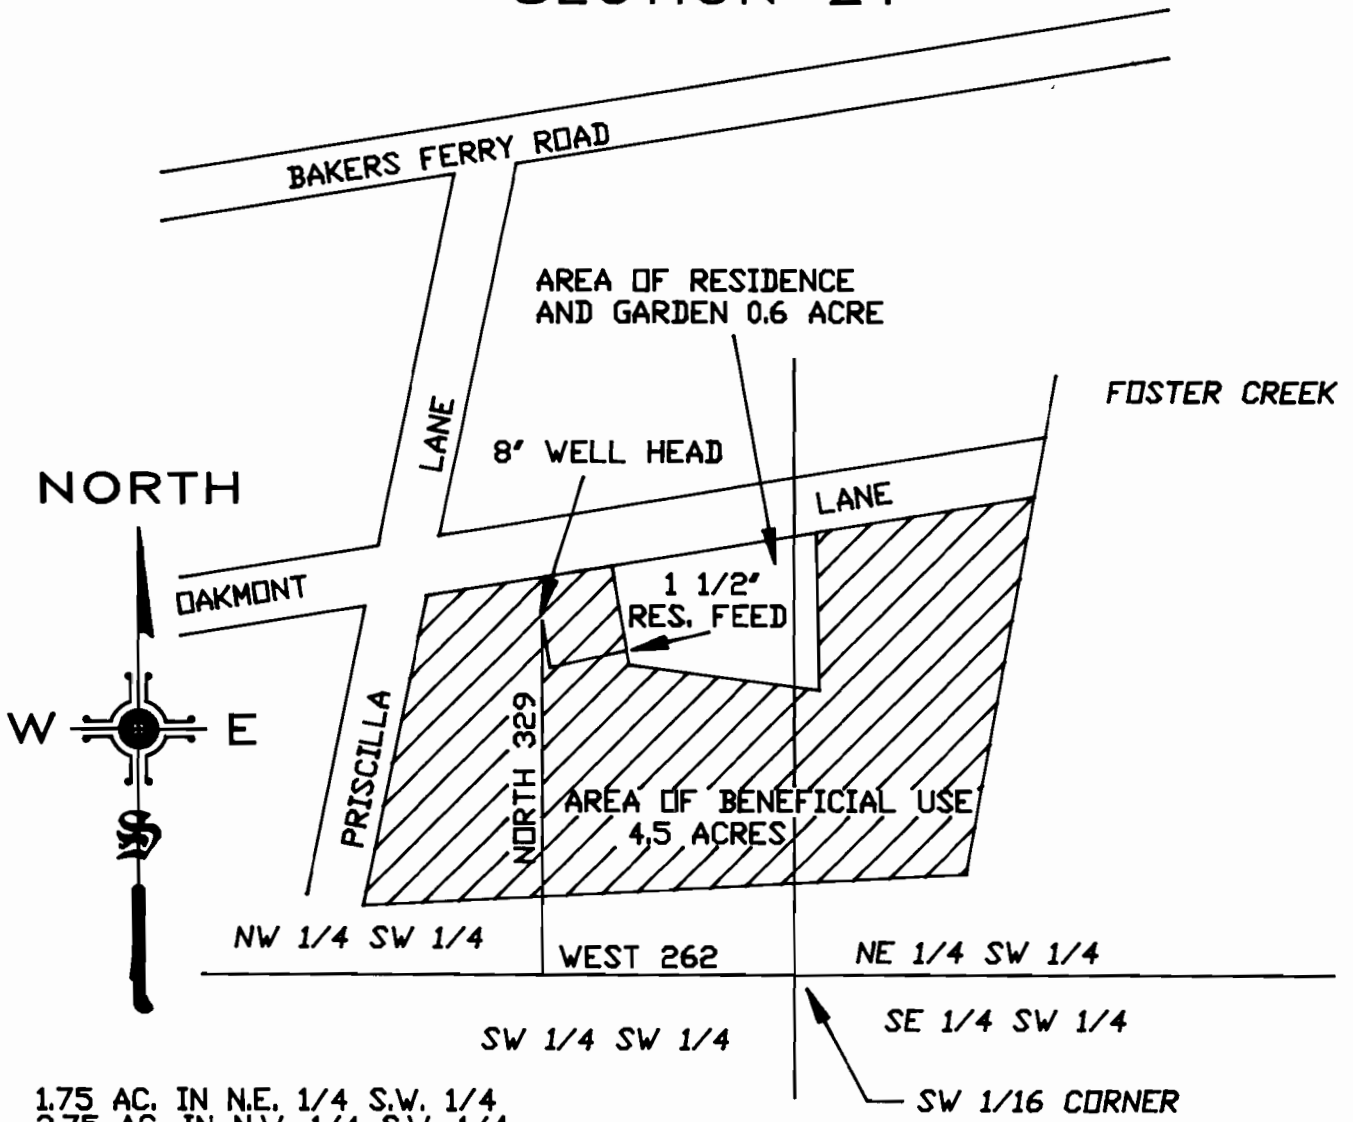 BAKERS FERRY ROAD
AREA OF RESIDENCE
AND GARDEN 0.6 ACRE
FOSTER CREEK
LANE
8" WELL HEAD
NORTH
LANE
OAKMONT
1 1/2"
RES. FEED
W E
PRISCILLA
NORTH 329
AREA OF BENEFICIAL USE
4.5 ACRES
NW 1/4 SW 1/4
WEST 262
NE 1/4 SW 1/4
SW 1/4 SW 1/4
SE 1/4 SW 1/4
1.75 AC. IN N.E. 1/4 S.W. 1/4
SW 1/16 CORNER